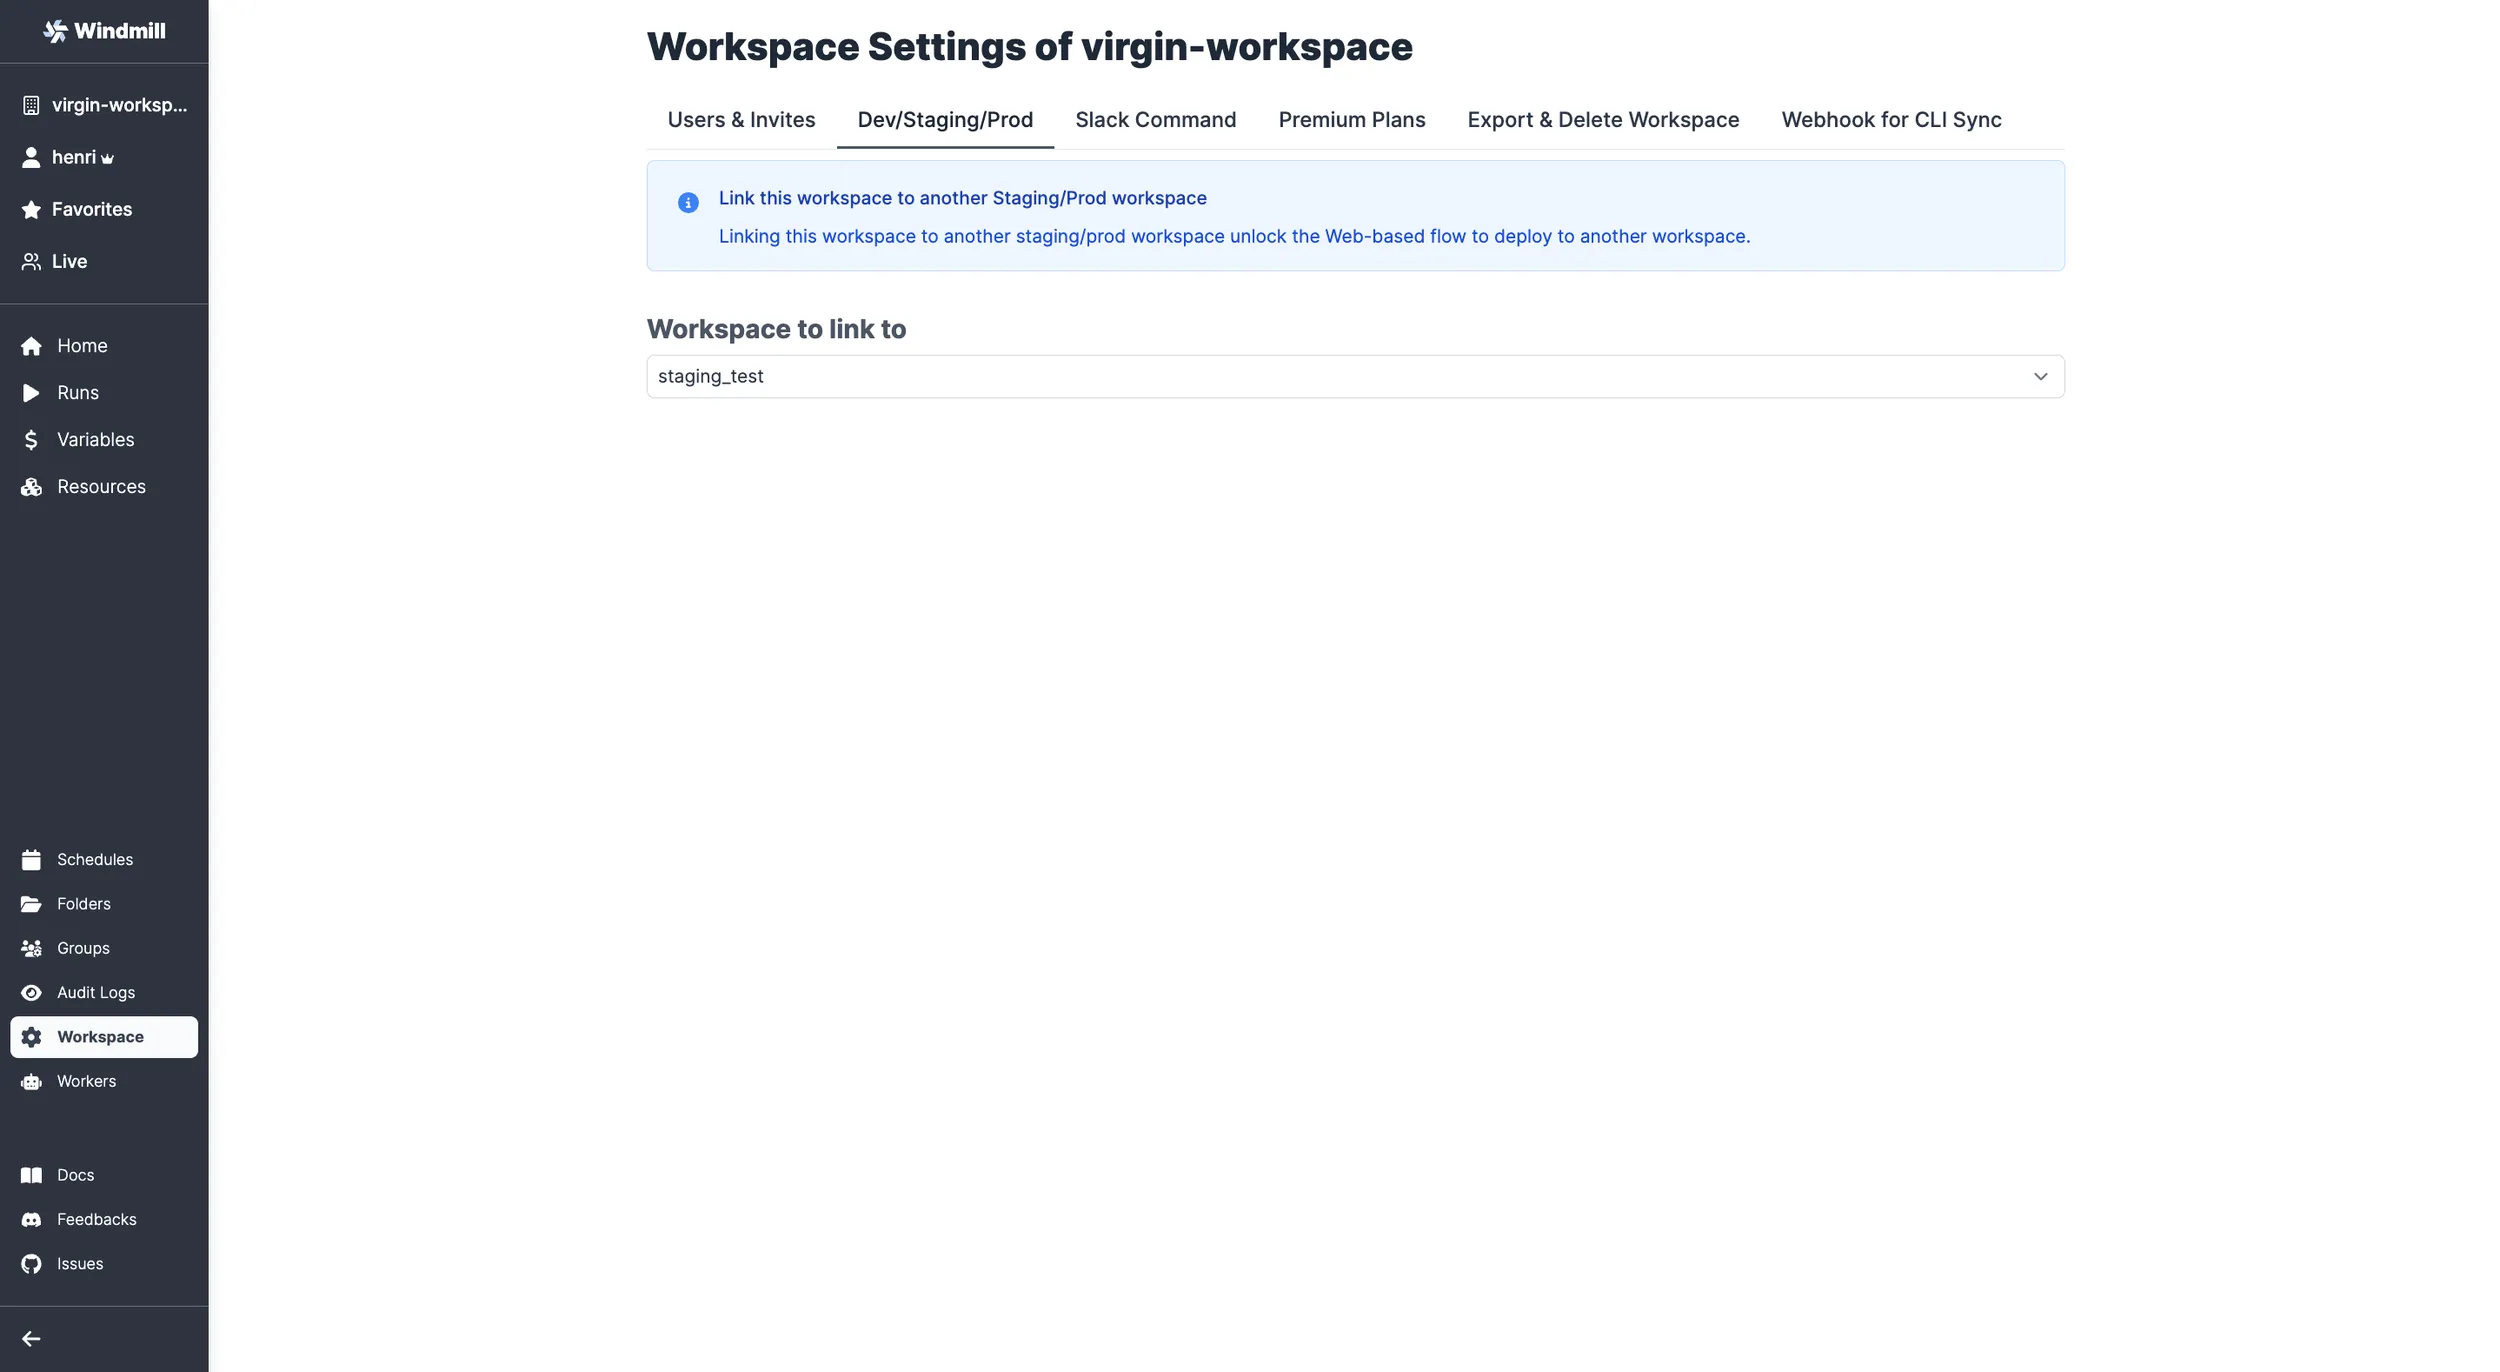 Windmill
virgin-worksp...
henri
Favorites
Live
Home
Runs
Variables
Resources
Schedules
Folders
Groups
Audit Logs
Workspace
Workers
Docs
Feedbacks
Issues
Workspace Settings of virgin-workspace
Users & Invites Dev/Staging/Prod Slack Command Premium Plans Export & Delete Workspace Webhook for CLI Sync
Link this workspace to another Staging/Prod workspace
Linking this workspace to another staging/prod workspace unlock the Web-based flow to deploy to another workspace.
Workspace to link to
staging_test